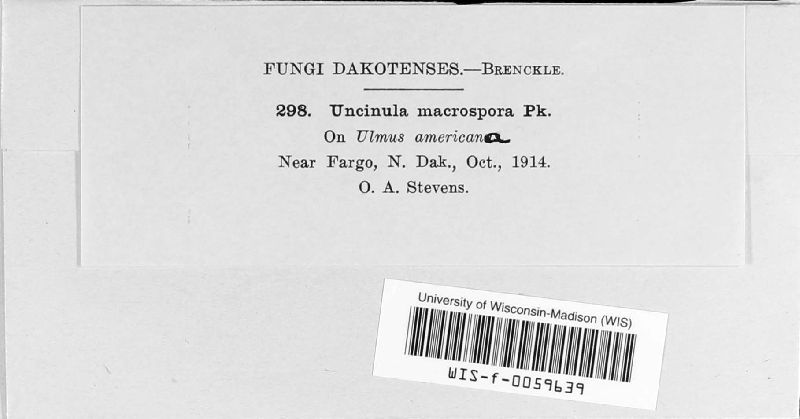 FUNGI DAKOTENSES.—BRENCKLE.
298. Uncinula macrospora Pk.
On Ulmus americana
Near Fargo, N. Dak., Oct., 1914.
O. A. Stevens.
University of Wisconsin-Madison (WIS)
WIS-f-0059639